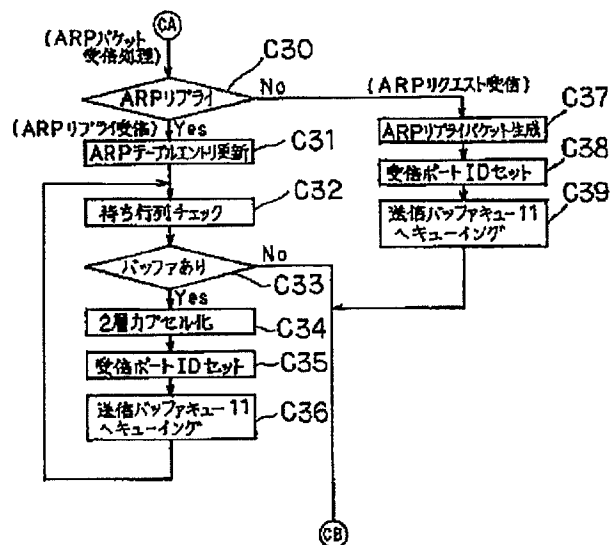 CA
(ARPパケット
受信処理)
C30
ARPリプライ
No
(ARPリクエスト受信)
(ARPリプライ受信)
Yes
C31
ARPテーブルエントリ更新
C32
待ち行列チェック
バッファあり
No
C33
Yes
C34
2層カプセル化
C35
受信ポートIDセット
C36
送信バッファキュー11
へキューイング
C37
ARPリプライパケット生成
C38
受信ポートIDセット
C39
送信バッファキュー11
へキューイング
CB